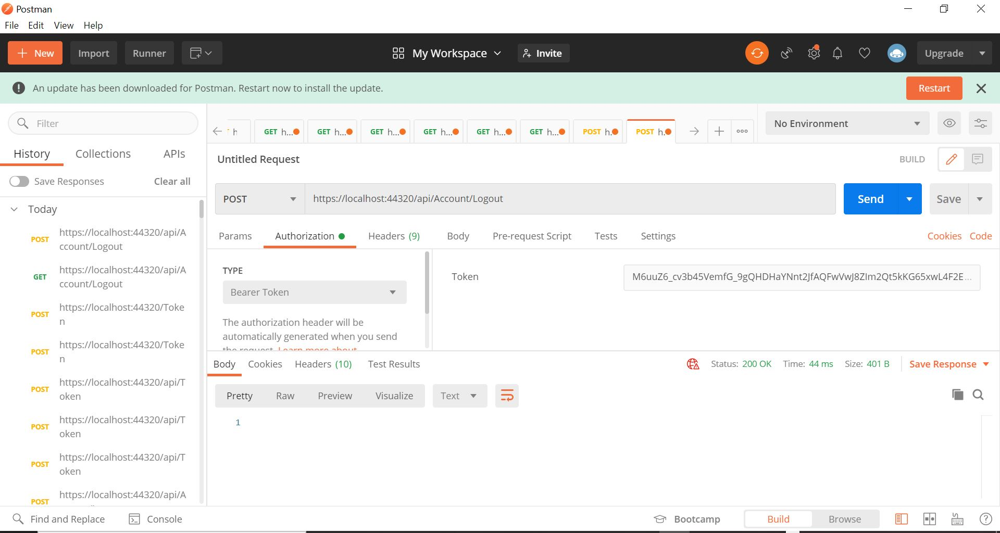 Postman
File Edit View Help
New Import Runner My Workspace Invite Upgrade
An update has been downloaded for Postman. Restart now to install the update. Restart
Filter
h GET h... GET h... GET h... GET h... GET h... GET h... POST h. POST h. No Environment
History Collections APIs
Untitled Request BUILD
Save Responses Clear all
POST https://localhost:44320/api/Account/Logout Send Save
Today
Params Authorization Headers (9) Body Pre-request Script Tests Settings Cookies Code
POST https://localhost:44320/api/A
ccount/Logout
GET https://localhost:44320/api/A
ccount/Logout
POST https://localhost:44320/Toke
n
POST https://localhost:44320/Toke
n
POST https://localhost:44320/api/T
oken
POST https://localhost:44320/api/T
oken
POST https://localhost:44320/api/T
oken
POST https://localhost:44320/api/A
TYPE
Bearer Token
The authorization header will be
automatically generated when you send
the request. Learn more about
Token M6uuZ6_cv3b45VemfG_9gQHDHaYNnt2JfAQFwVwJ8ZIm2Qt5kKG65xwL4F2E...
Body Cookies Headers (10) Test Results Status: 200 OK Time: 44 ms Size: 401 B Save Response
Pretty Raw Preview Visualize Text
1
Find and Replace Console Bootcamp Build Browse